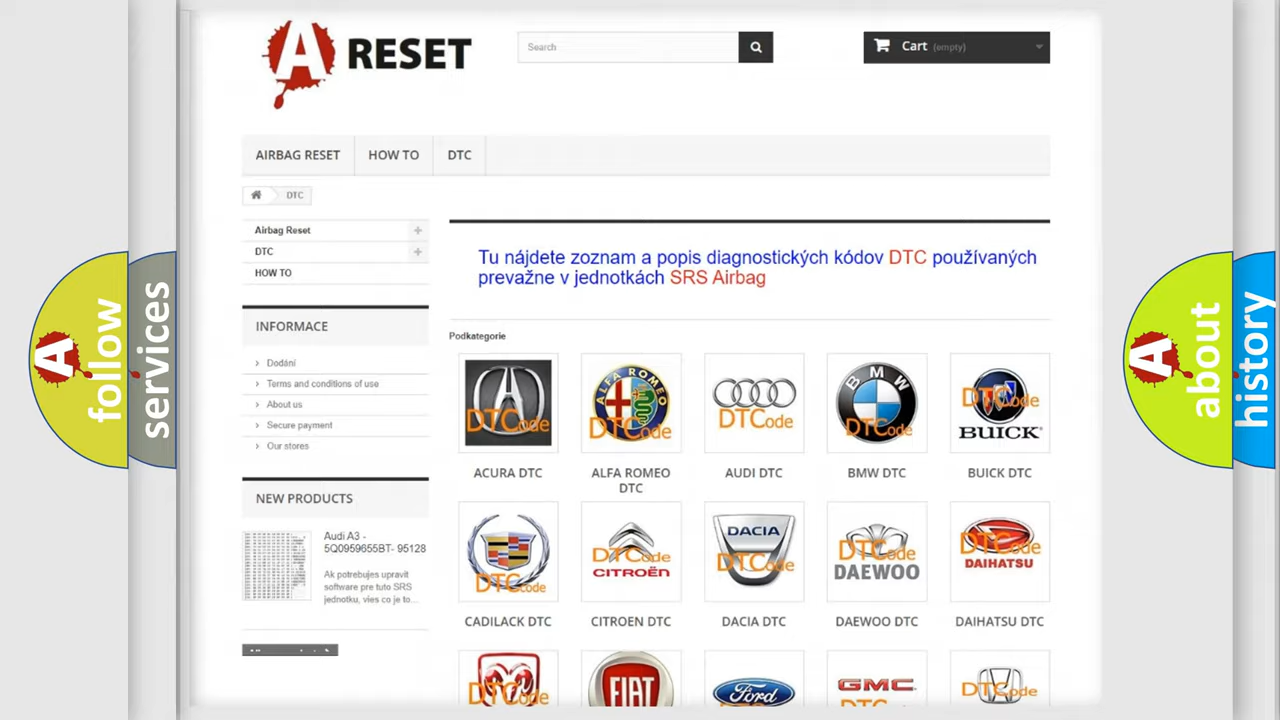 A RESET
Search
Cart (empty)
AIRBAG RESET
HOW TO
DTC
DTC
Airbag Reset
DTC
HOW TO
Tu nájdete zoznam a popis diagnostických kódov DTC používaných
prevažne v jednotkách SRS Airbag
INFORMACE
Dodání
Terms and conditions of use
About us
Secure payment
Our stores
NEW PRODUCTS
Audi A3 -
5Q0959655BT- 95128
Ak potrebujes upravit
software pre tuto SRS
jednotku, vies co je to...
Podkategorie
DTCode
ALFA ROMEO
DTCode
DTCode
BMW
DTCode
DTCode
BUICK
ACURA DTC
ALFA ROMEO
DTC
AUDI DTC
BMW DTC
BUICK DTC
DTCode
DTCode
CITROËN
DACIA
DTCode
DTCode
DAEWOO
DTCode
DAIHATSU
CADILACK DTC
CITROEN DTC
DACIA DTC
DAEWOO DTC
DAIHATSU DTC
DTCode
FIAT
Ford
GMC
DTCode
A follow
services
A about
history